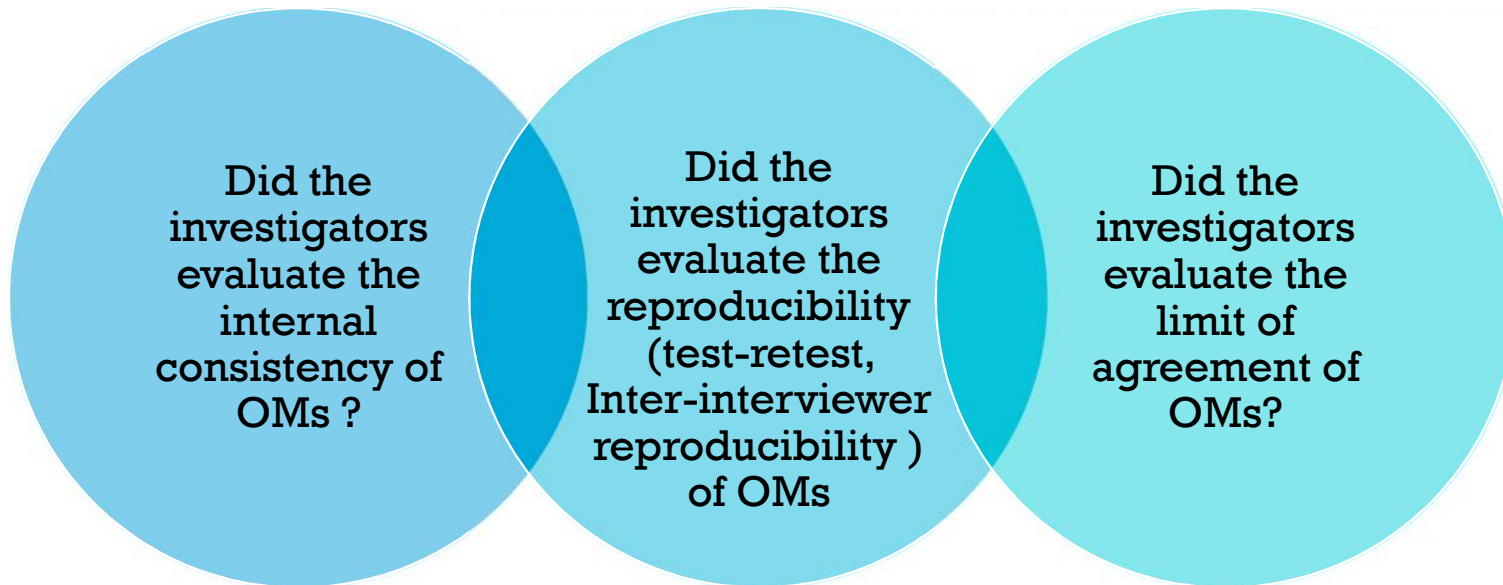 Did the
investigators
evaluate the
internal
consistency of
OMs ?
Did the
investigators
evaluate the
reproducibility
(test-retest,
Inter-interviewer
reproducibility )
of OMs
Did the
investigators
evaluate the
limit of
agreement of
OMs?